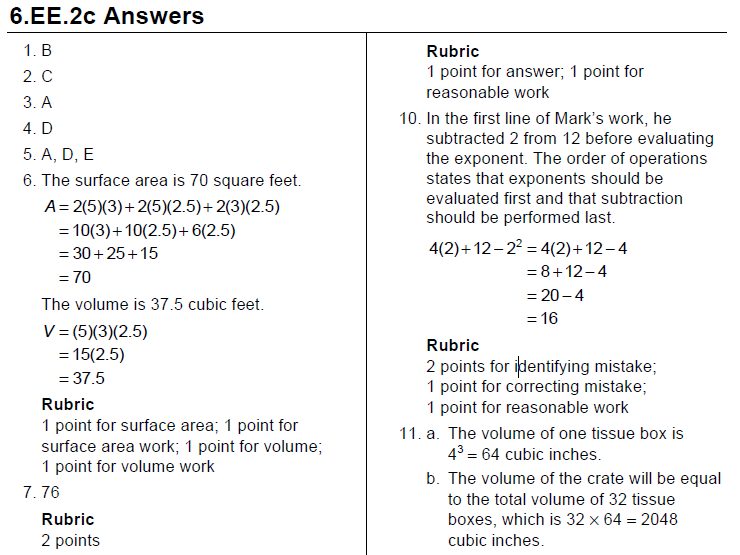 6.EE.2c Answers
1. B
2. C
3. A
4. D
5. A, D, E
6. The surface area is 70 square feet.
A = 2(5)(3) + 2(5)(2.5) + 2(3)(2.5)
= 10(3) + 10(2.5) + 6(2.5)
= 30 + 25 + 15
= 70
The volume is 37.5 cubic feet.
V = (5)(3)(2.5)
= 15(2.5)
= 37.5
Rubric
1 point for surface area; 1 point for
surface area work; 1 point for volume;
1 point for volume work
7. 76
Rubric
2 points
Rubric
1 point for answer; 1 point for
reasonable work
10. In the first line of Mark's work, he
subtracted 2 from 12 before evaluating
the exponent. The order of operations
states that exponents should be
evaluated first and that subtraction
should be performed last.
4(2) + 12 – 2² = 4(2) + 12 – 4
= 8 + 12 – 4
= 20 – 4
= 16
Rubric
2 points for identifying mistake;
1 point for correcting mistake;
1 point for reasonable work
11. a. The volume of one tissue box is
4³ = 64 cubic inches.
b. The volume of the crate will be equal
to the total volume of 32 tissue
boxes, which is 32 × 64 = 2048
cubic inches.